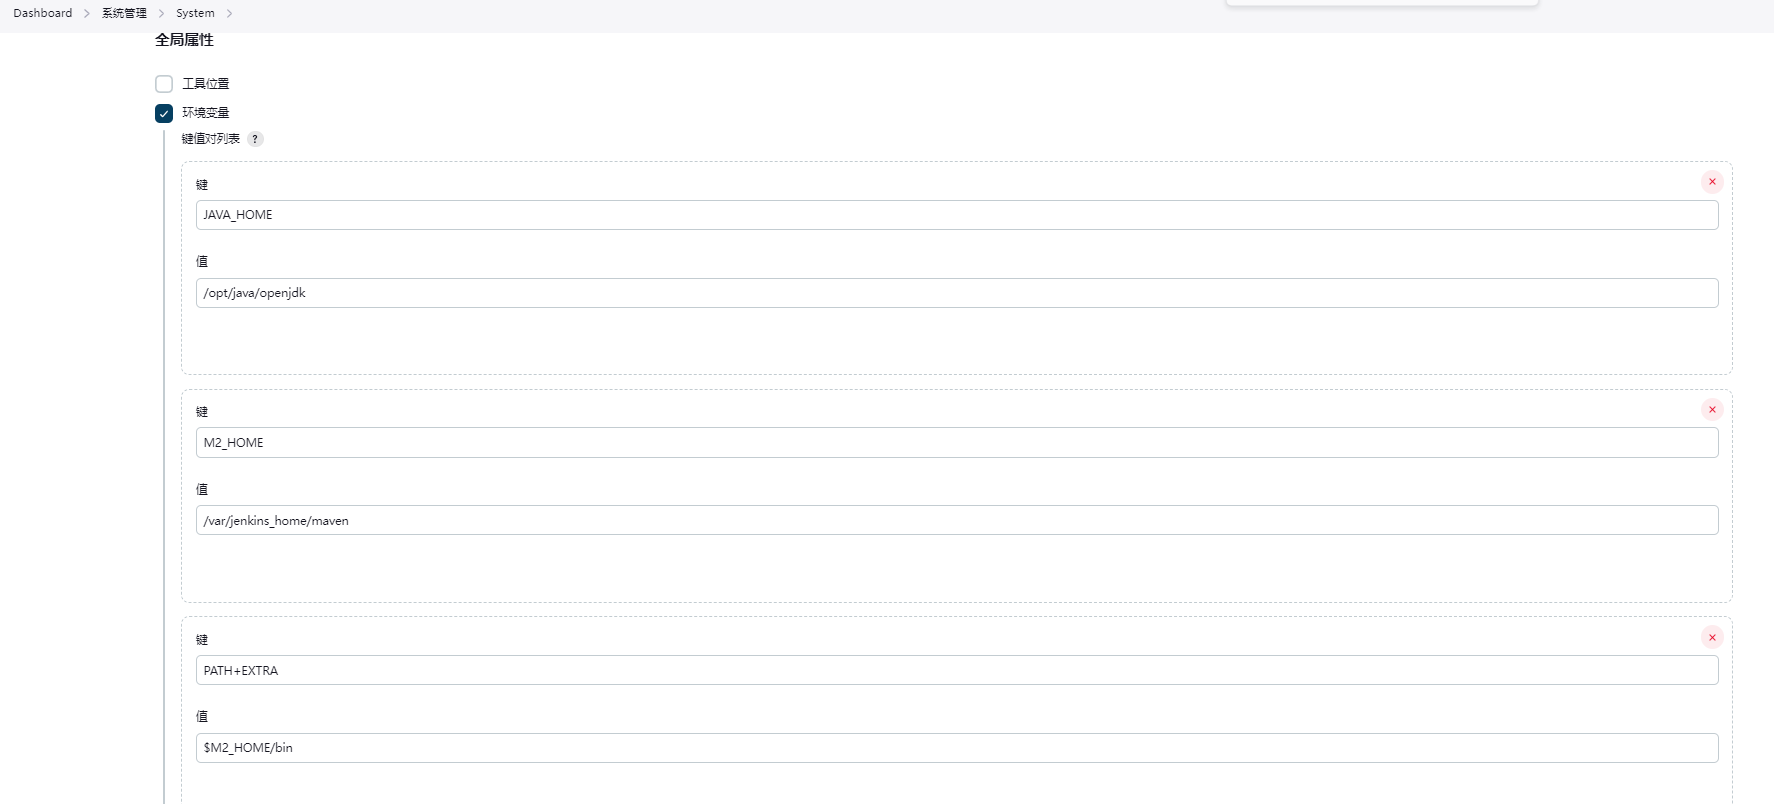 Dashboard > 系统管理 > System >
全局属性
工具位置
环境变量
键值对列表 ?
键
JAVA_HOME
值
/opt/java/openjdk
键
M2_HOME
值
/var/jenkins_home/maven
键
PATH+EXTRA
值
$M2_HOME/bin